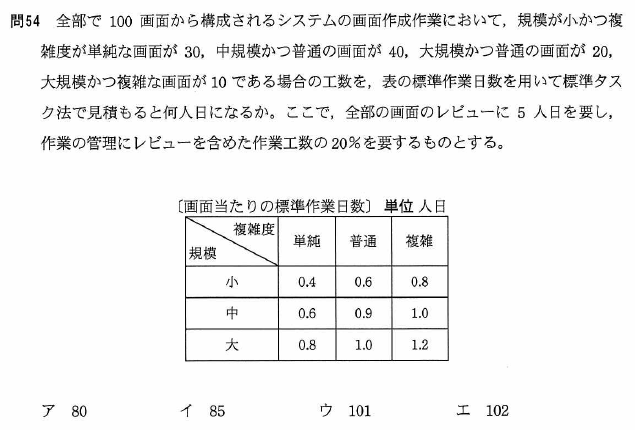 問54 全部で 100 画面から構成されるシステムの画面作成作業において，規模が小かつ複
雑度が単純な画面が 30，中規模かつ普通の画面が 40，大規模かつ普通の画面が 20，
大規模かつ複雑な画面が 10 である場合の工数を，表の標準作業日数を用いて標準タス
ク法で見積もると何人日になるか。ここで，全部の画面のレビューに 5 人日を要し，
作業の管理にレビューを含めた作業工数の 20％を要するものとする。
〔画面当たりの標準作業日数〕 単位 人日
複雑度 規模 単純 普通 複雑
小 0.4 0.6 0.8
中 0.6 0.9 1.0
大 0.8 1.0 1.2
ア 80 イ 85 ウ 101 エ 102